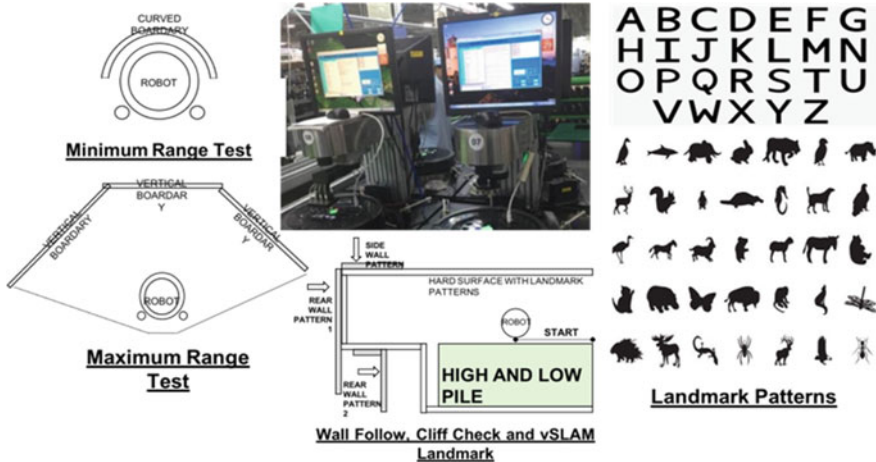 CURVED
BOARDARY
ROBOT
Minimum Range Test
VERTICAL
BOARDAR
Y
VERTICAL
BOARDARY
VERTICAL
BOARDAR
Y
ROBOT
Maximum Range
Test
07
SIDE
WALL
PATTERN
HARD SURFACE WITH LANDMARK
PATTERNS
REAR
WALL
PATTERN
1
ROBOT
START
REAR
WALL
PATTERN
2
HIGH AND LOW
PILE
Wall Follow, Cliff Check and vSLAM
Landmark
A B C D E F G
H I J K L M N
O P Q R S T U
V W X Y Z
Landmark Patterns